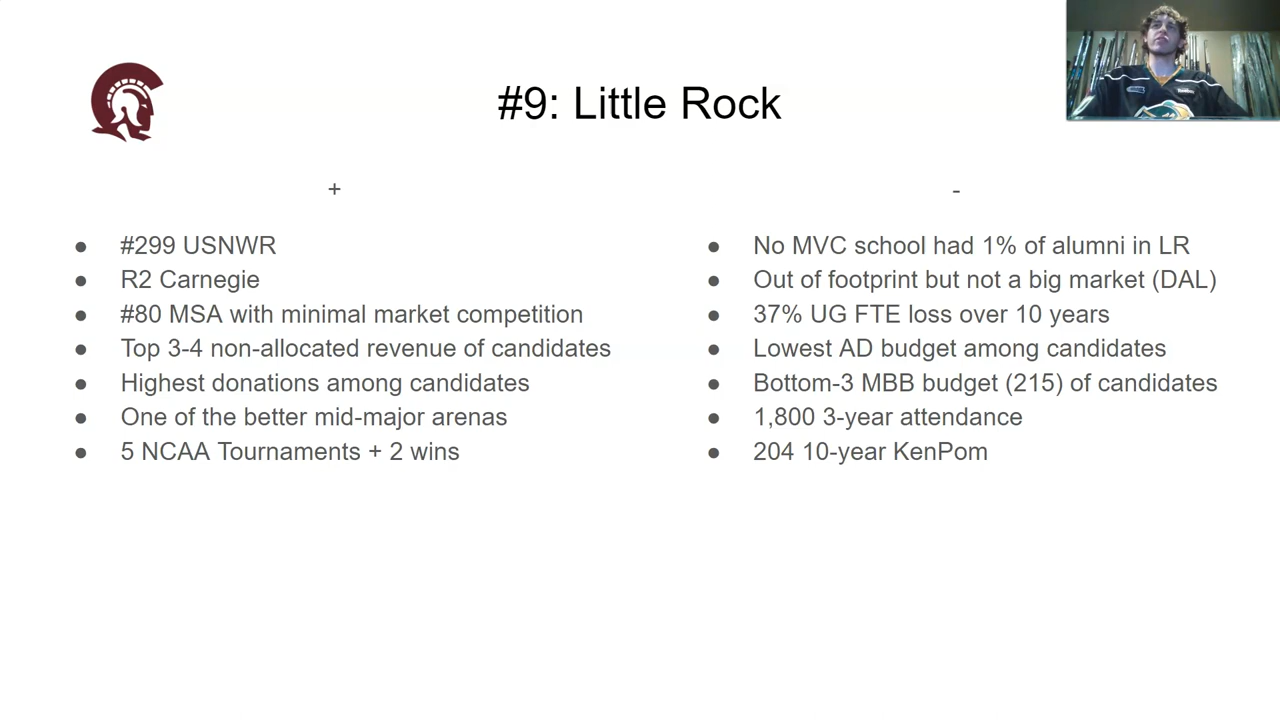 #9: Little Rock
+
● #299 USNWR
● R2 Carnegie
● #80 MSA with minimal market competition
● Top 3-4 non-allocated revenue of candidates
● Highest donations among candidates
● One of the better mid-major arenas
● 5 NCAA Tournaments + 2 wins
-
● No MVC school had 1% of alumni in LR
● Out of footprint but not a big market (DAL)
● 37% UG FTE loss over 10 years
● Lowest AD budget among candidates
● Bottom-3 MBB budget (215) of candidates
● 1,800 3-year attendance
● 204 10-year KenPom